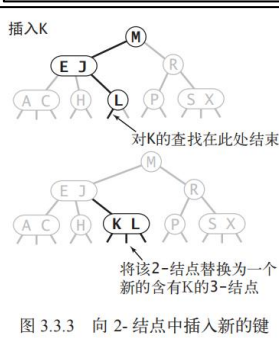 插入K
M
E J
R
A C
H
L
P
S X
对K的查找在此处结束
M
E J
R
A C
H
K L
P
S X
将该2-结点替换为一个
新的含有K的3-结点
图 3.3.3 向 2- 结点中插入新的键